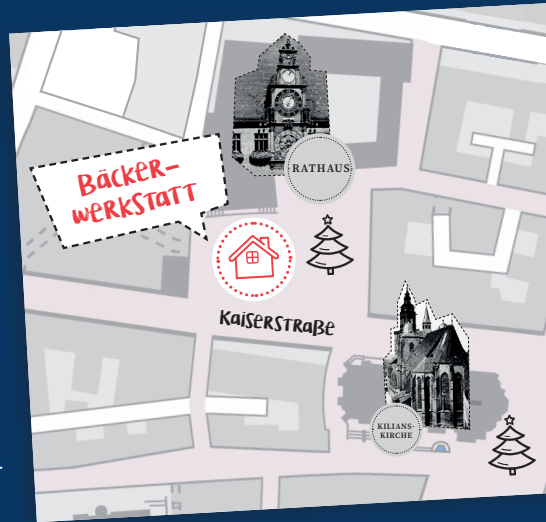 RATHAUS
BÄCKER-
WERKSTATT
KAISERSTRAßE
KILIANS-
KIRCHE